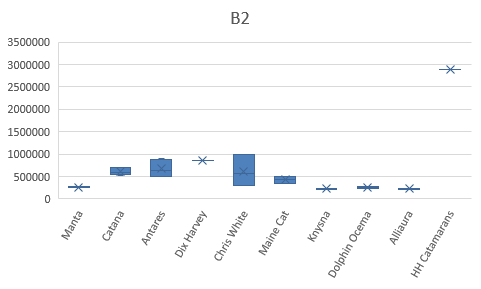 B2
3500000
3000000
2500000
2000000
1500000
1000000
500000
0
Manta
Catana
Antares
Dix Harvey
Chris White
Maine Cat
Knysna
Dolphin Ocema
Alliaura
HH Catamarans